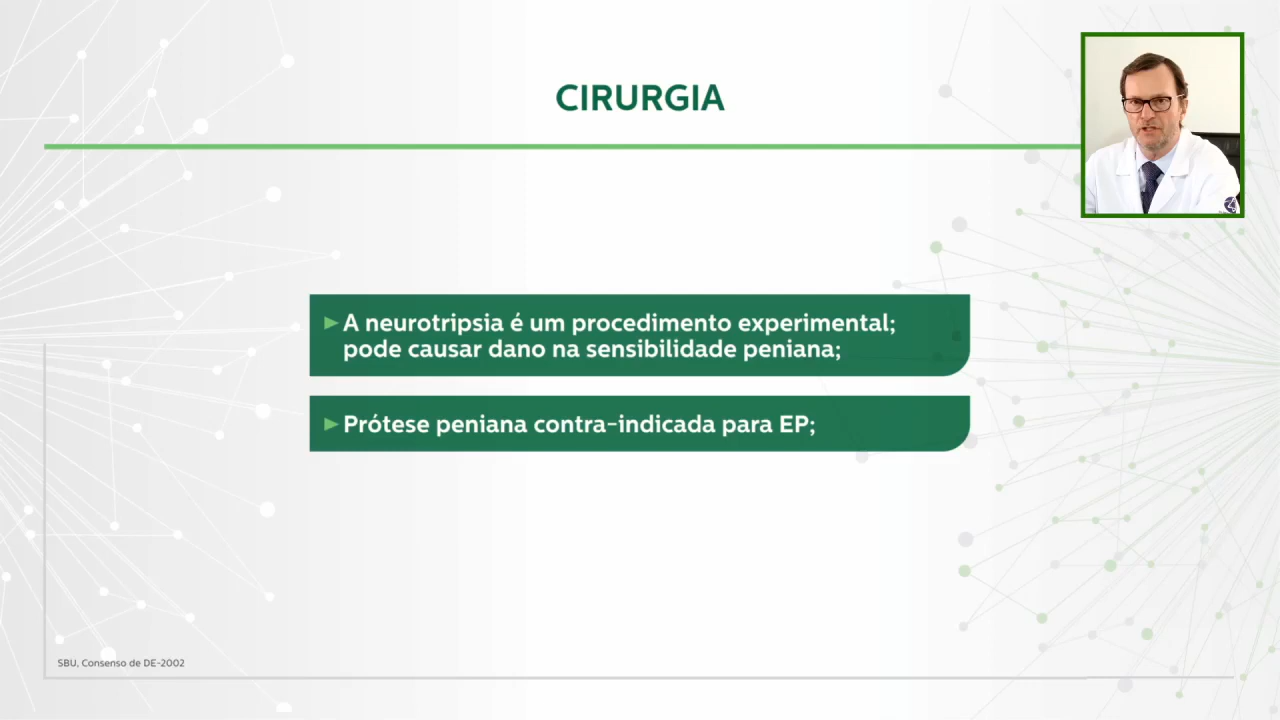 CIRURGIA
A neurotripsia é um procedimento experimental;
pode causar dano na sensibilidade peniana;
Prótese peniana contra-indicada para EP;
SBU, Consenso de DE-2002